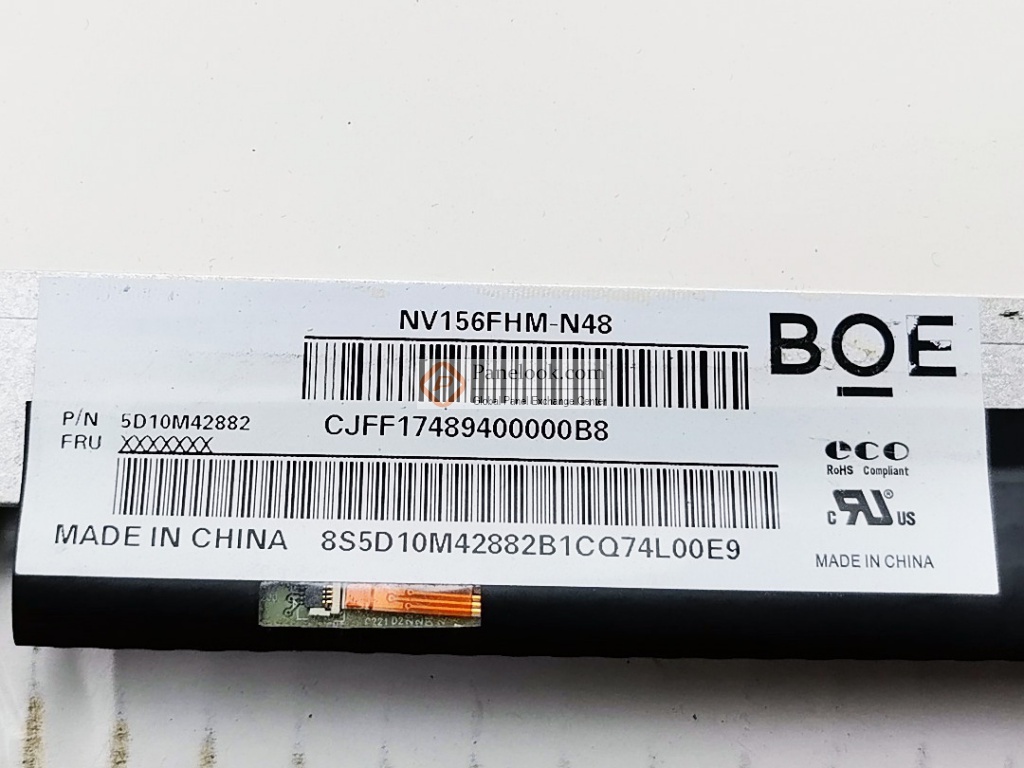 NV156FHM-N48
BOE
Panelook.com
Global Panel Exchange Center
P/N 5D10M42882
CJFF17489400000B8
FRU XXXXXXX
eco
RoHS Compliant
c RU® US
MADE IN CHINA 8S5D10M42882B1CQ74L00E9
MADE IN CHINA